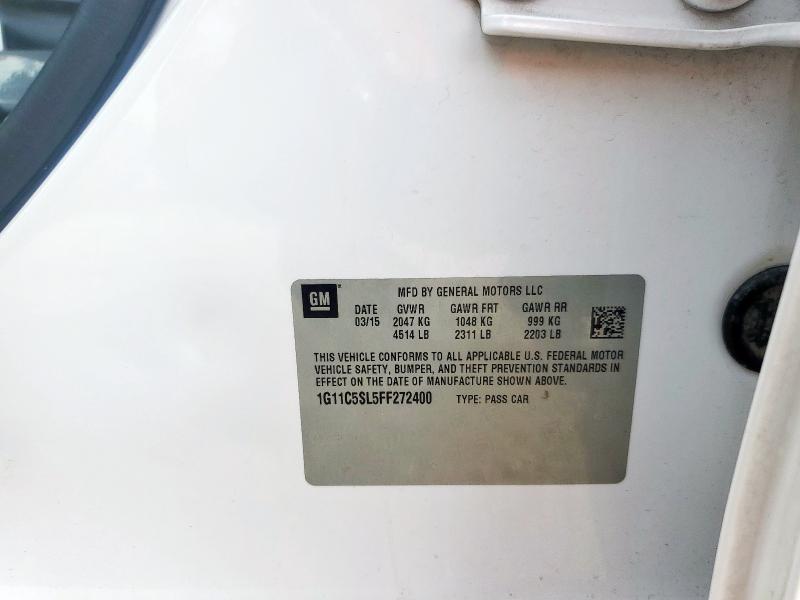 GM
MFD BY GENERAL MOTORS LLC
DATE GVWR GAWR FRT GAWR RR
03/15 2047 KG 1048 KG 999 KG
4514 LB 2311 LB 2203 LB
THIS VEHICLE CONFORMS TO ALL APPLICABLE U.S. FEDERAL MOTOR
VEHICLE SAFETY, BUMPER, AND THEFT PREVENTION STANDARDS IN
EFFECT ON THE DATE OF MANUFACTURE SHOWN ABOVE.
1G11C5SL5FF272400 TYPE: PASS CAR